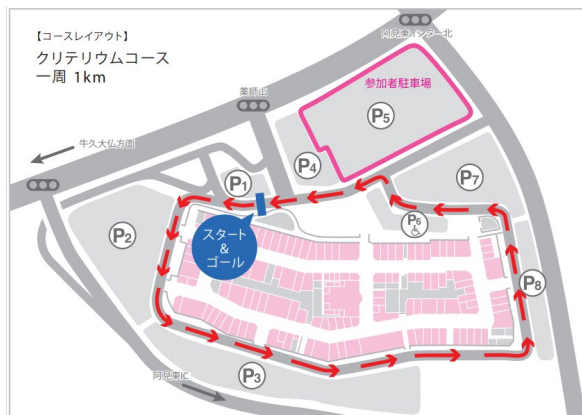 【コースレイアウト】
クリテリウムコース
一周 1km
阿見東インター北
薬師山
参加者駐車場
牛久大仏方面
P5
P4
P1
P7
P2
P6
スタート
&
ゴール
P8
P3
阿見東IC